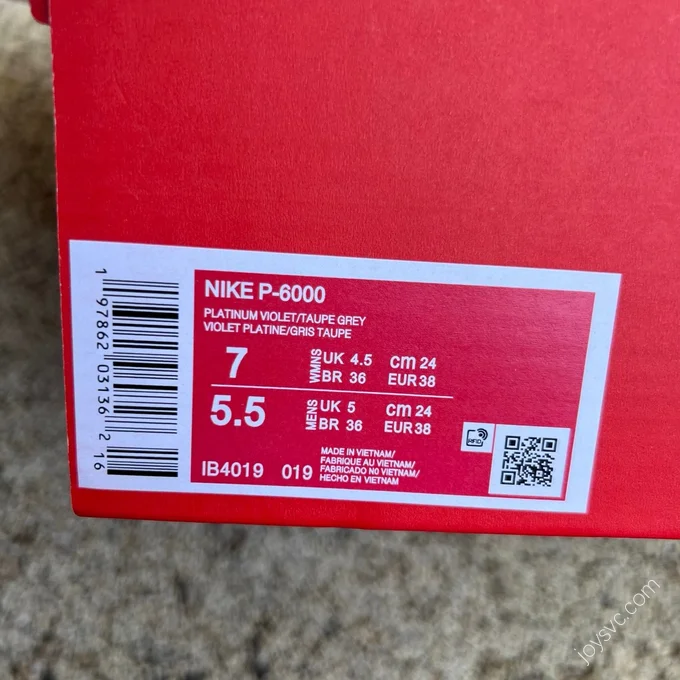 NIKE P-6000
PLATINUM VIOLET/TAUPE GREY
VIOLET PLATINE/GRIS TAUPE
7 WMNS UK 4.5 cm 24
BR 36 EUR 38
5.5 MENS UK 5 cm 24
BR 36 EUR 38
IB4019 019
MADE IN VIETNAM/
FABRIQUE AU VIETNAM/
FABRICADO NO VIETNAM/
HECHO EN VIETNAM
RFID
1 97862 03136 2 16
joysvc.com